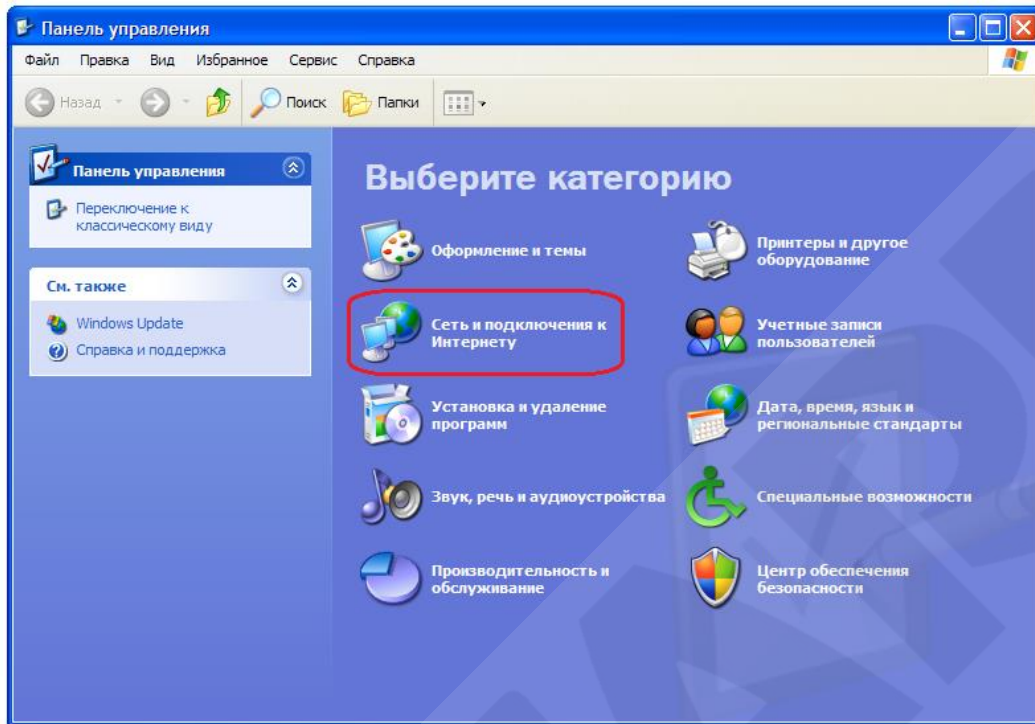 Панель управления
Файл Правка Вид Избранное Сервис Справка
Назад Поиск Папки
Панель управления
Переключение к
классическому виду
См. также
Windows Update
Справка и поддержка
Выберите категорию
Оформление и темы
Принтеры и другое
оборудование
Сеть и подключения к
Интернету
Учетные записи
пользователей
Установка и удаление
программ
Дата, время, язык и
региональные стандарты
Звук, речь и аудиоустройства
Специальные возможности
Производительность и
обслуживание
Центр обеспечения
безопасности